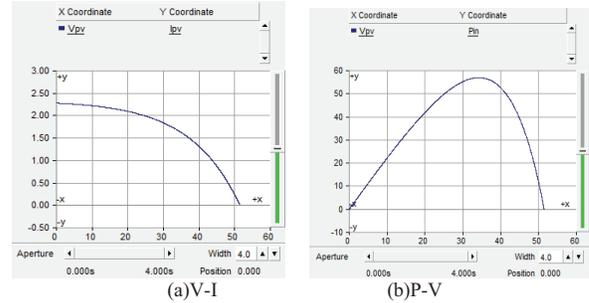 X Coordinate Y Coordinate
Vpv Ipv
3.00
2.50
2.00
1.50
1.00
0.50
0.00
-0.50
+y
-x +x
-y
0 10 20 30 40 50 60
Aperture Width 4.0
0.000s 4.000s Position 0.000
(a)V-I
X Coordinate Y Coordinate
Vpv Pin
60
50
40
30
20
10
0
-10
+y
-x +x
-y
0 10 20 30 40 50 60
Aperture Width 4.0
0.000s 4.000s Position 0.000
(b)P-V